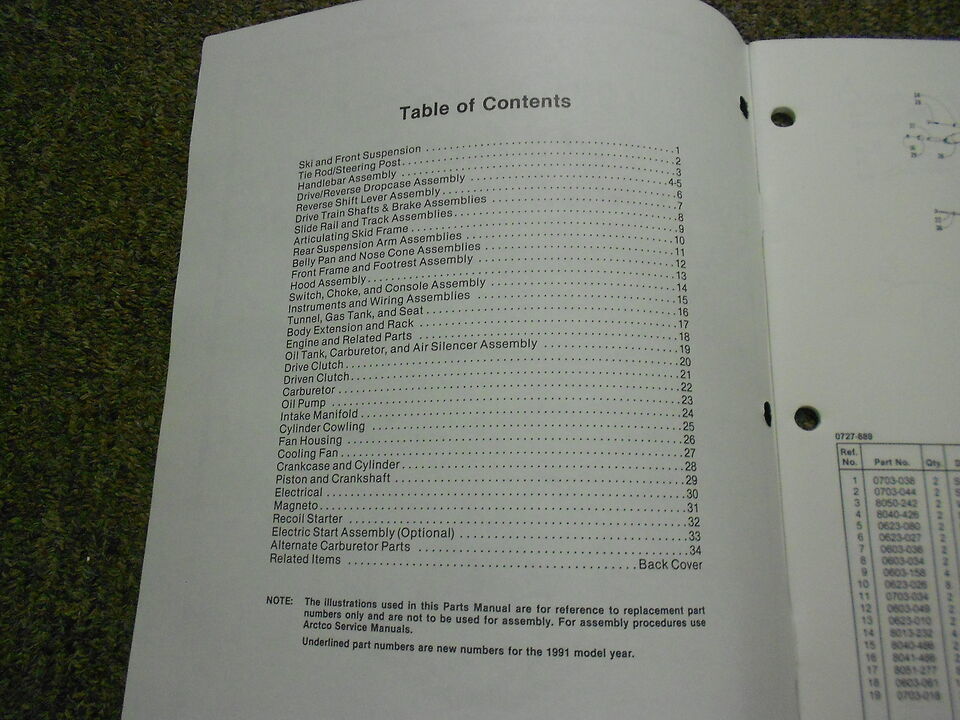 Table of Contents
Ski and Front Suspension 1
Tie Rod/Steering Post 2
Handlebar Assembly 3
Drive/Reverse Dropcase Assembly 4-5
Reverse Shift Lever Assembly 6
Drive Train Shafts & Brake Assemblies 7
Slide Rail and Track Assemblies 8
Articulating Skid Frame 9
Rear Suspension Arm Assemblies 10
Belly Pan and Nose Cone Assemblies 11
Front Frame and Footrest Assembly 12
Hood Assembly 13
Switch, Choke, and Console Assembly 14
Instruments and Wiring Assemblies 15
Tunnel, Gas Tank, and Seat 16
Body Extension and Rack 17
Engine and Related Parts 18
Oil Tank, Carburetor, and Air Silencer Assembly 19
Drive Clutch 20
Driven Clutch 21
Carburetor 22
Oil Pump 23
Intake Manifold 24
Cylinder Cowling 25
Fan Housing 26
Cooling Fan 27
Crankcase and Cylinder 28
Piston and Crankshaft 29
Electrical 30
Magneto 31
Recoil Starter 32
Electric Start Assembly (Optional) 33
Alternate Carburetor Parts 34
Related Items Back Cover
NOTE: The illustrations used in this Parts Manual are for reference to replacement part
numbers only and are not to be used for assembly. For assembly procedures use
Arctco Service Manuals.
Underlined part numbers are new numbers for the 1991 model year.
0727-689
Ref. No. Part No. Qty.
1 0703-038 2
2 0703-044 2
3 8050-242 2
4 8040-426 2
5 0623-080 2
6 0623-027 2
7 0603-036 2
8 0603-034 2
9 0603-158 4
10 0623-026 8
11 0703-034 2
12 0603-049 2
13 0623-010 2
14 8013-232 4
15 8040-486 2
16 8041-486 2
17 8051-277
18 0603-061
19 0703-018